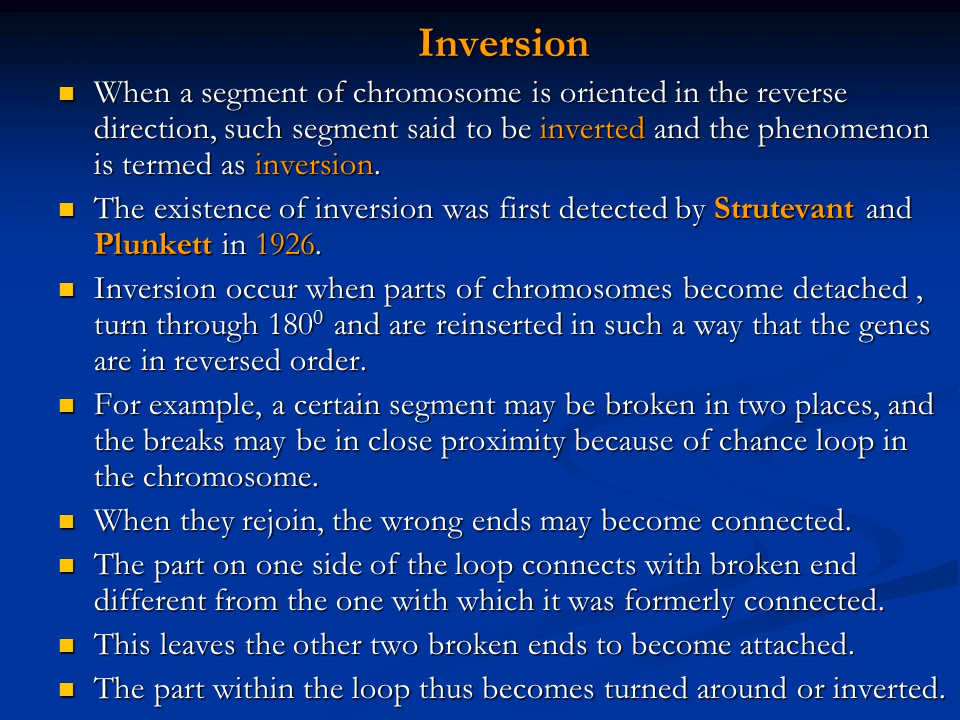 Inversion
When a segment of chromosome is oriented in the reverse
direction, such segment said to be inverted and the phenomenon
is termed as inversion.
The existence of inversion was first detected by Strutevant and
Plunkett in 1926.
Inversion occur when parts of chromosomes become detached ,
turn through 180⁰ and are reinserted in such a way that the genes
are in reversed order.
For example, a certain segment may be broken in two places, and
the breaks may be in close proximity because of chance loop in
the chromosome.
When they rejoin, the wrong ends may become connected.
The part on one side of the loop connects with broken end
different from the one with which it was formerly connected.
This leaves the other two broken ends to become attached.
The part within the loop thus becomes turned around or inverted.